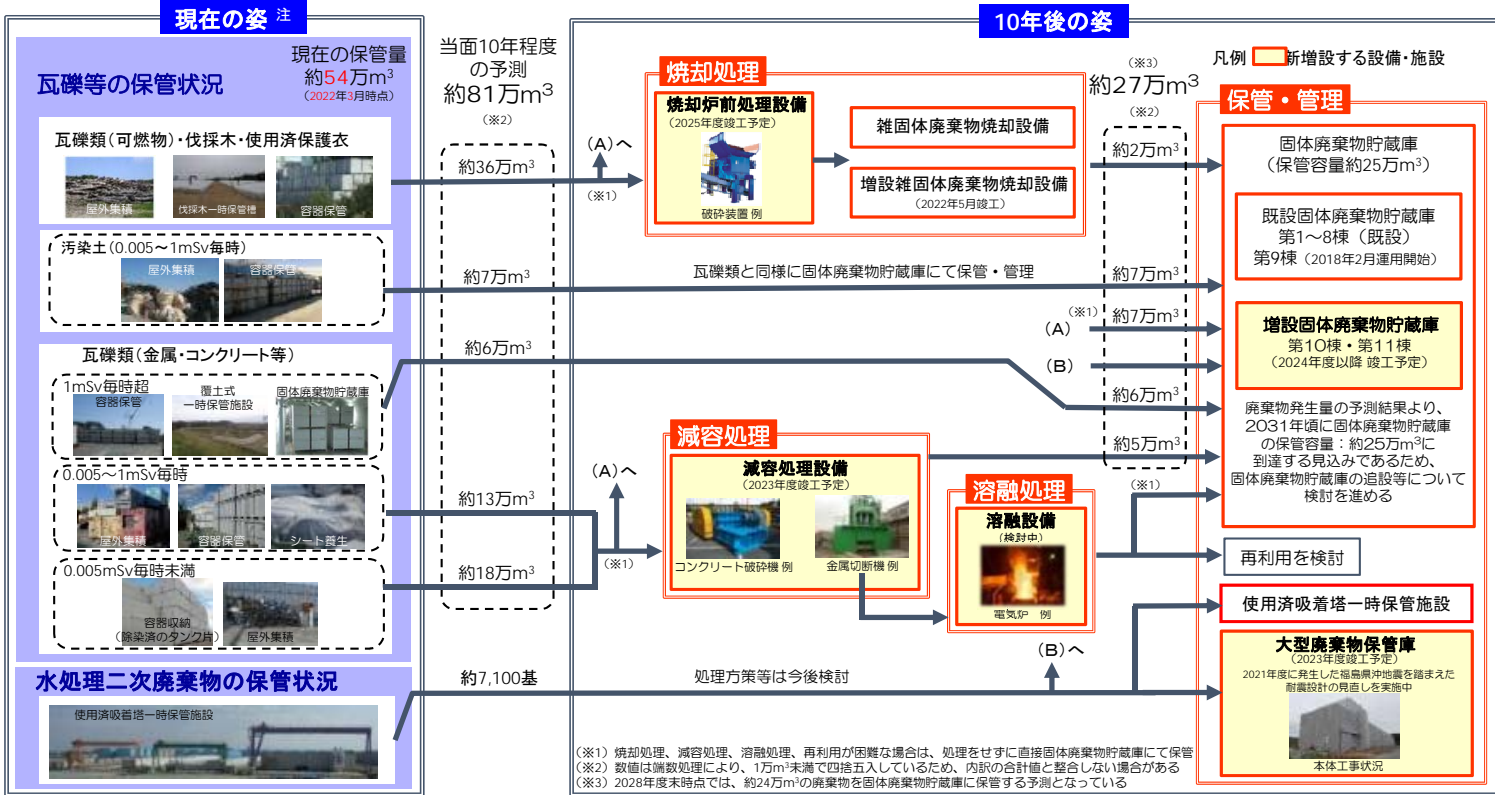 現在の姿 注
瓦礫等の保管状況
現在の保管量
約54万m³
(2022年3月時点)
瓦礫類(可燃物)・伐採木・使用済保護衣
屋外集積
伐採木一時保管槽
容器保管
汚染土(0.005～1mSv毎時)
屋外集積
容器保管
瓦礫類(金属・コンクリート等)
1mSv毎時超
容器保管
覆土式
一時保管施設
固体廃棄物貯蔵庫
0.005～1mSv毎時
屋外集積
容器保管
シート養生
0.005mSv毎時未満
容器収納
(除染済のタンク片)
屋外集積
水処理二次廃棄物の保管状況
使用済吸着塔一時保管施設
当面10年程度
の予測
約81万m³
(※2)
約36万m³
約7万m³
約6万m³
約13万m³
約18万m³
約7,100基
10年後の姿
凡例 新増設する設備・施設
(A)へ
(※1)
焼却処理
焼却炉前処理設備
(2025年度竣工予定)
破砕装置 例
雑固体廃棄物焼却設備
増設雑固体廃棄物焼却設備
(2022年5月竣工)
瓦礫類と同様に固体廃棄物貯蔵庫にて保管・管理
(A)へ
(※1)
減容処理
減容処理設備
(2023年度竣工予定)
コンクリート破砕機 例
金属切断機 例
溶融処理
溶融設備
(検討中)
電気炉 例
処理方策等は今後検討
(B)へ
(※3)
約27万m³
(※2)
約2万m³
約7万m³
(A)
(※1)
約7万m³
(B)
約6万m³
約5万m³
(※1)
保管・管理
固体廃棄物貯蔵庫
(保管容量約25万m³)
既設固体廃棄物貯蔵庫
第1～8棟(既設)
第9棟(2018年2月運用開始)
増設固体廃棄物貯蔵庫
第10棟・第11棟
(2024年度以降 竣工予定)
廃棄物発生量の予測結果より、
2031年頃に固体廃棄物貯蔵庫
の保管容量:約25万m³に
到達する見込みであるため、
固体廃棄物貯蔵庫の追設等について
検討を進める
再利用を検討
使用済吸着塔一時保管施設
大型廃棄物保管庫
(2023年度竣工予定)
2021年度に発生した福島県沖地震を踏まえた
耐震設計の見直しを実施中
本体工事状況
(※1) 焼却処理、減容処理、溶融処理、再利用が困難な場合は、処理をせずに直接固体廃棄物貯蔵庫にて保管
(※2) 数値は端数処理により、1万m³未満で四捨五入しているため、内訳の合計値と整合しない場合がある
(※3) 2028年度末時点では、約24万m³の廃棄物を固体廃棄物貯蔵庫に保管する予測となっている